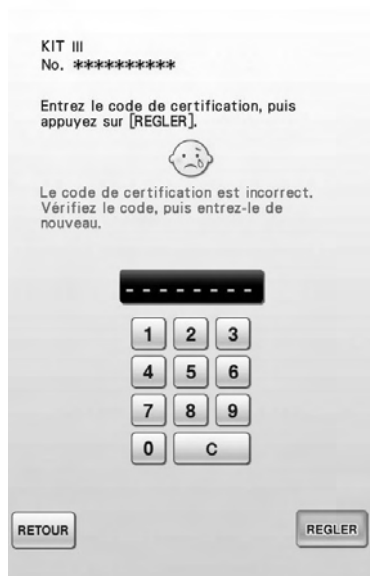 KIT III
No. **********
Entrez le code de certification, puis
appuyez sur [REGLER].
Le code de certification est incorrect.
Vérifiez le code, puis entrez-le de
nouveau.
- - - - - - - -
1 2 3
4 5 6
7 8 9
0 C
RETOUR REGLER